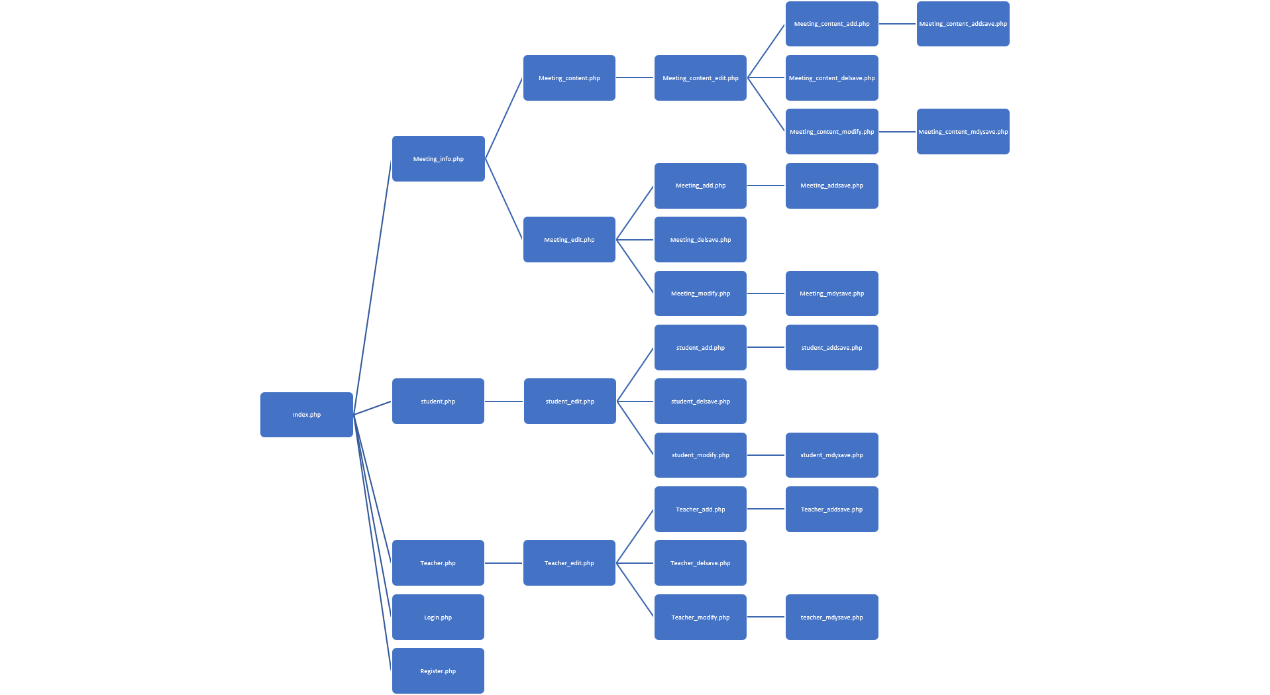 Meeting_content_add.php
Meeting_content_addsave.php
Meeting_content.php
Meeting_content_edit.php
Meeting_content_delsave.php
Meeting_content_modify.php
Meeting_content_mdysave.php
Meeting_info.php
Meeting_add.php
Meeting_addsave.php
Meeting_edit.php
Meeting_delsave.php
Meeting_modify.php
Meeting_mdysave.php
student_add.php
student_addsave.php
index.php
student.php
student_edit.php
student_delsave.php
student_modify.php
student_mdysave.php
Teacher_add.php
Teacher_addsave.php
Teacher.php
Teacher_edit.php
Teacher_delsave.php
Login.php
Teacher_modify.php
teacher_mdysave.php
Register.php